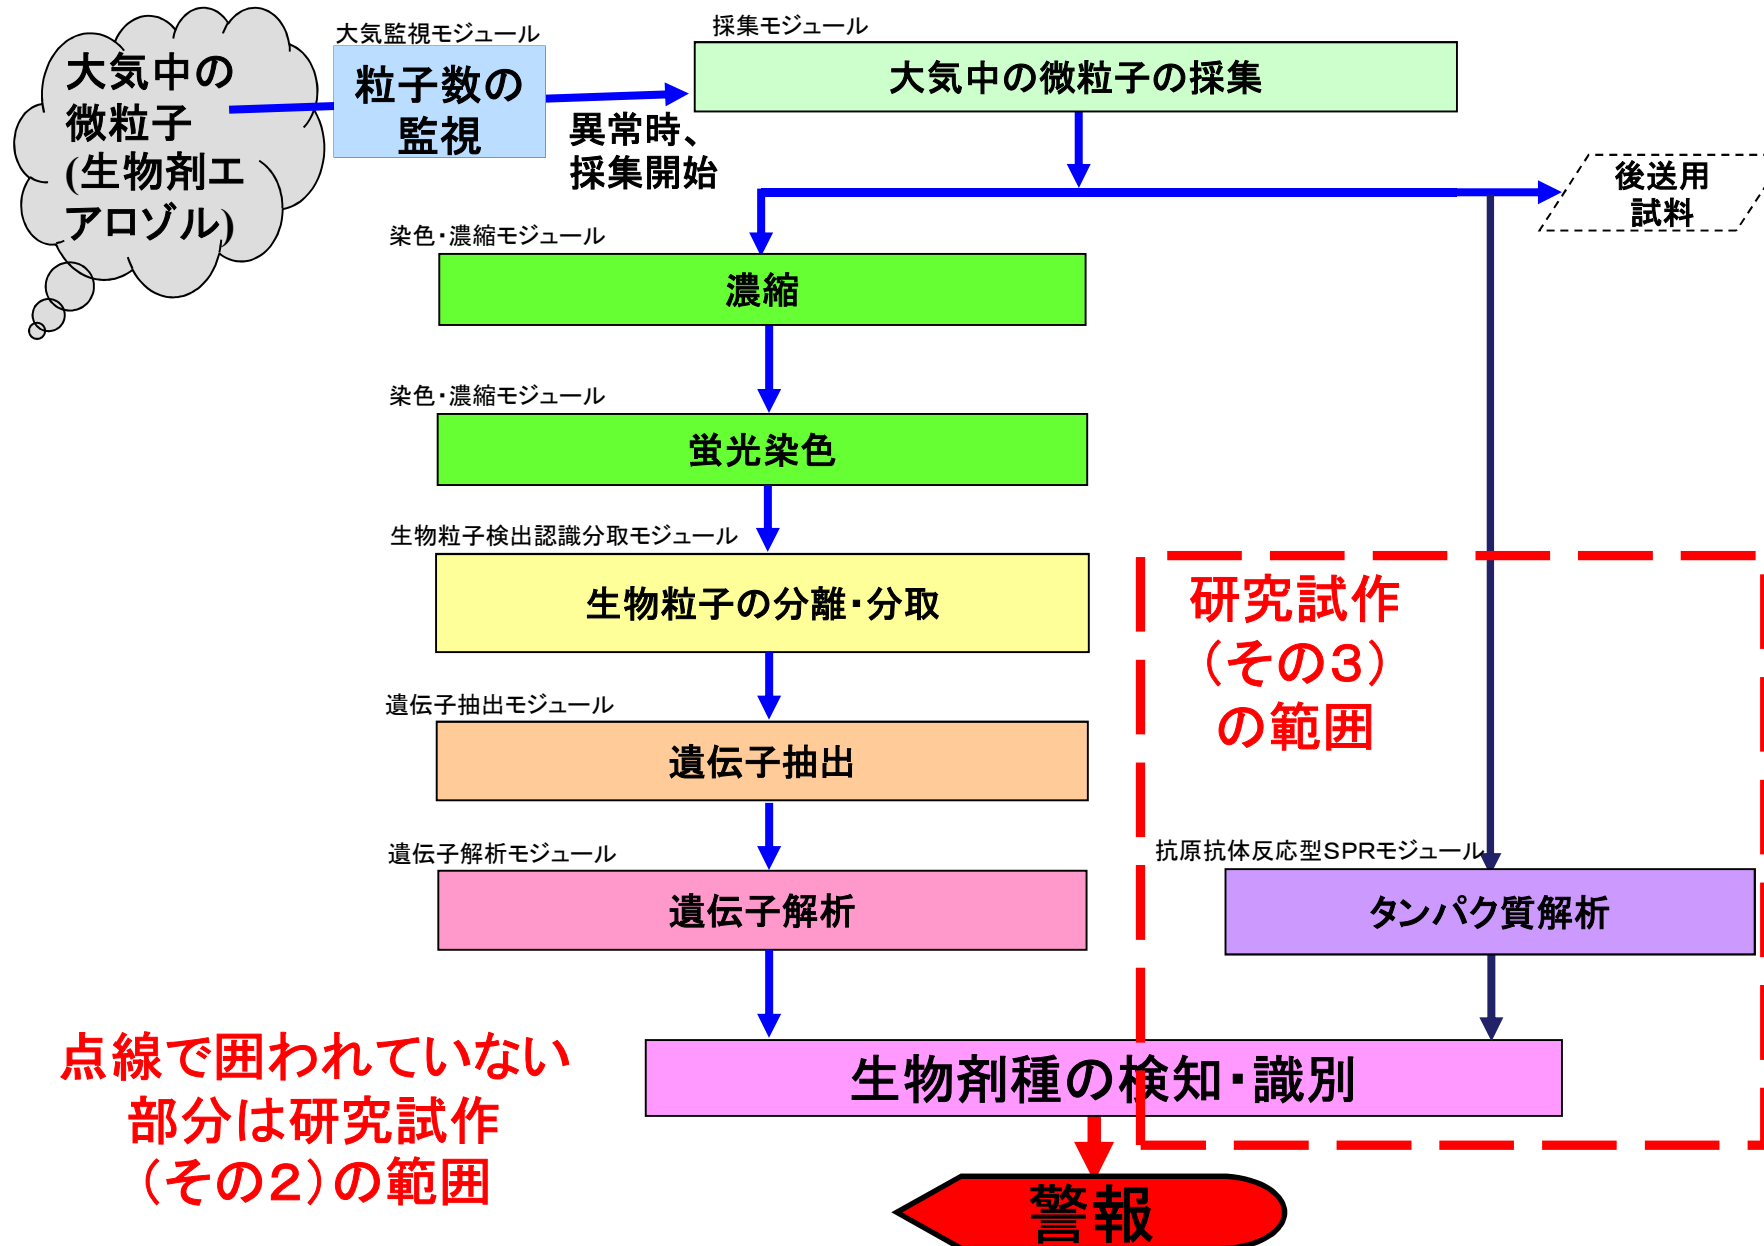 大気中の
微粒子
(生物剤エ
アロゾル)
大気監視モジュール
粒子数の
監視
異常時、
採集開始
採集モジュール
大気中の微粒子の採集
後送用
試料
染色・濃縮モジュール
濃縮
染色・濃縮モジュール
蛍光染色
生物粒子検出認識分取モジュール
生物粒子の分離・分取
遺伝子抽出モジュール
遺伝子抽出
遺伝子解析モジュール
遺伝子解析
研究試作
（その３）
の範囲
抗原抗体反応型SPRモジュール
タンパク質解析
生物剤種の検知・識別
点線で囲われていない
部分は研究試作
（その２）の範囲
警報